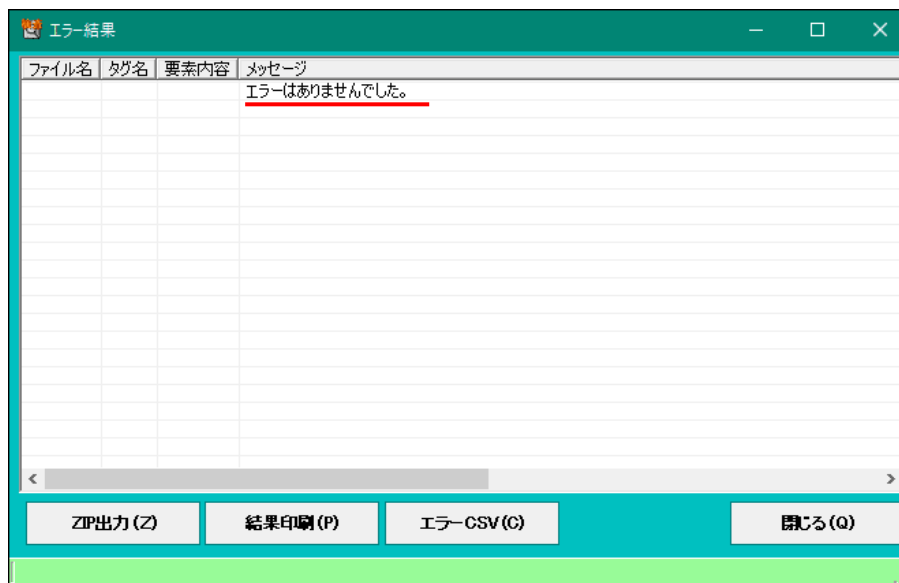 エラー結果
ファイル名 タグ名 要素内容 メッセージ
エラーはありませんでした。
ZIP出力(Z) 結果印刷(P) エラーCSV(C) 閉じる(Q)